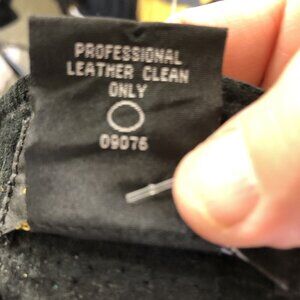 PROFESSIONAL
LEATHER CLEAN
ONLY
09076